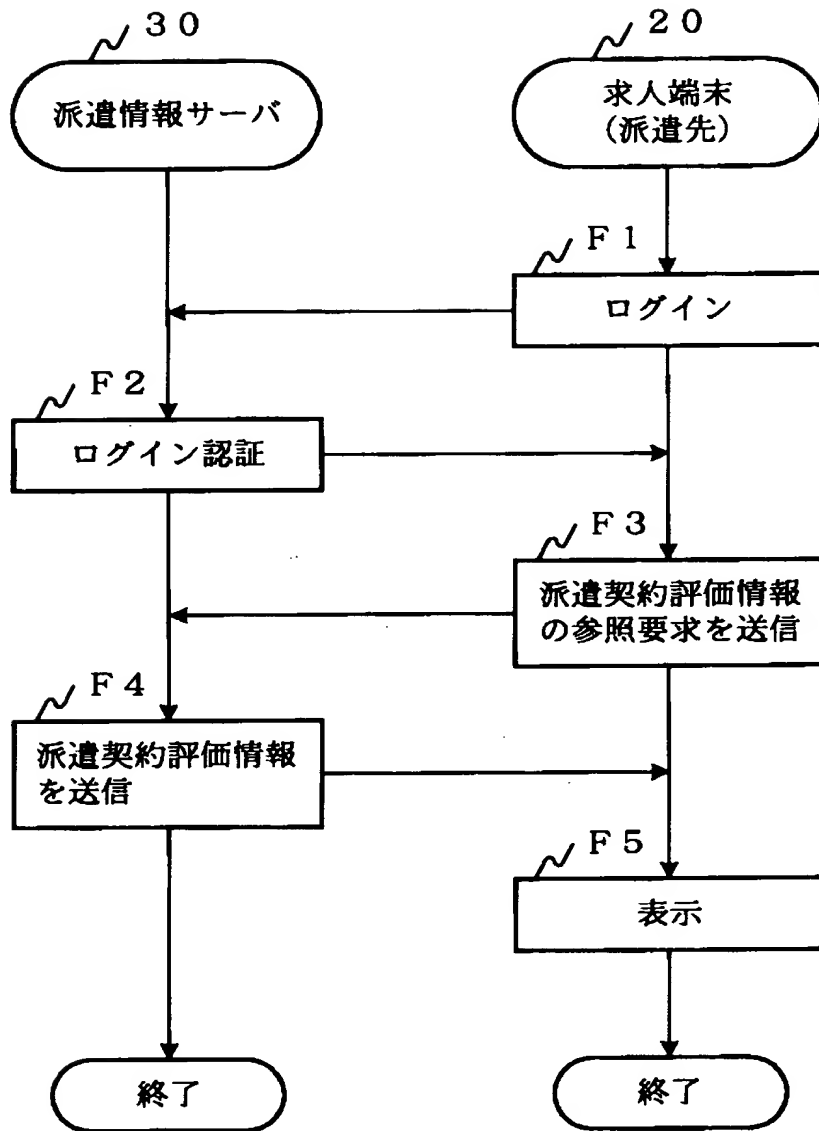 ３０
派遣情報サーバ
２０
求人端末
(派遣先)
Ｆ１
ログイン
Ｆ２
ログイン認証
Ｆ３
派遣契約評価情報
の参照要求を送信
Ｆ４
派遣契約評価情報
を送信
Ｆ５
表示
終了
終了